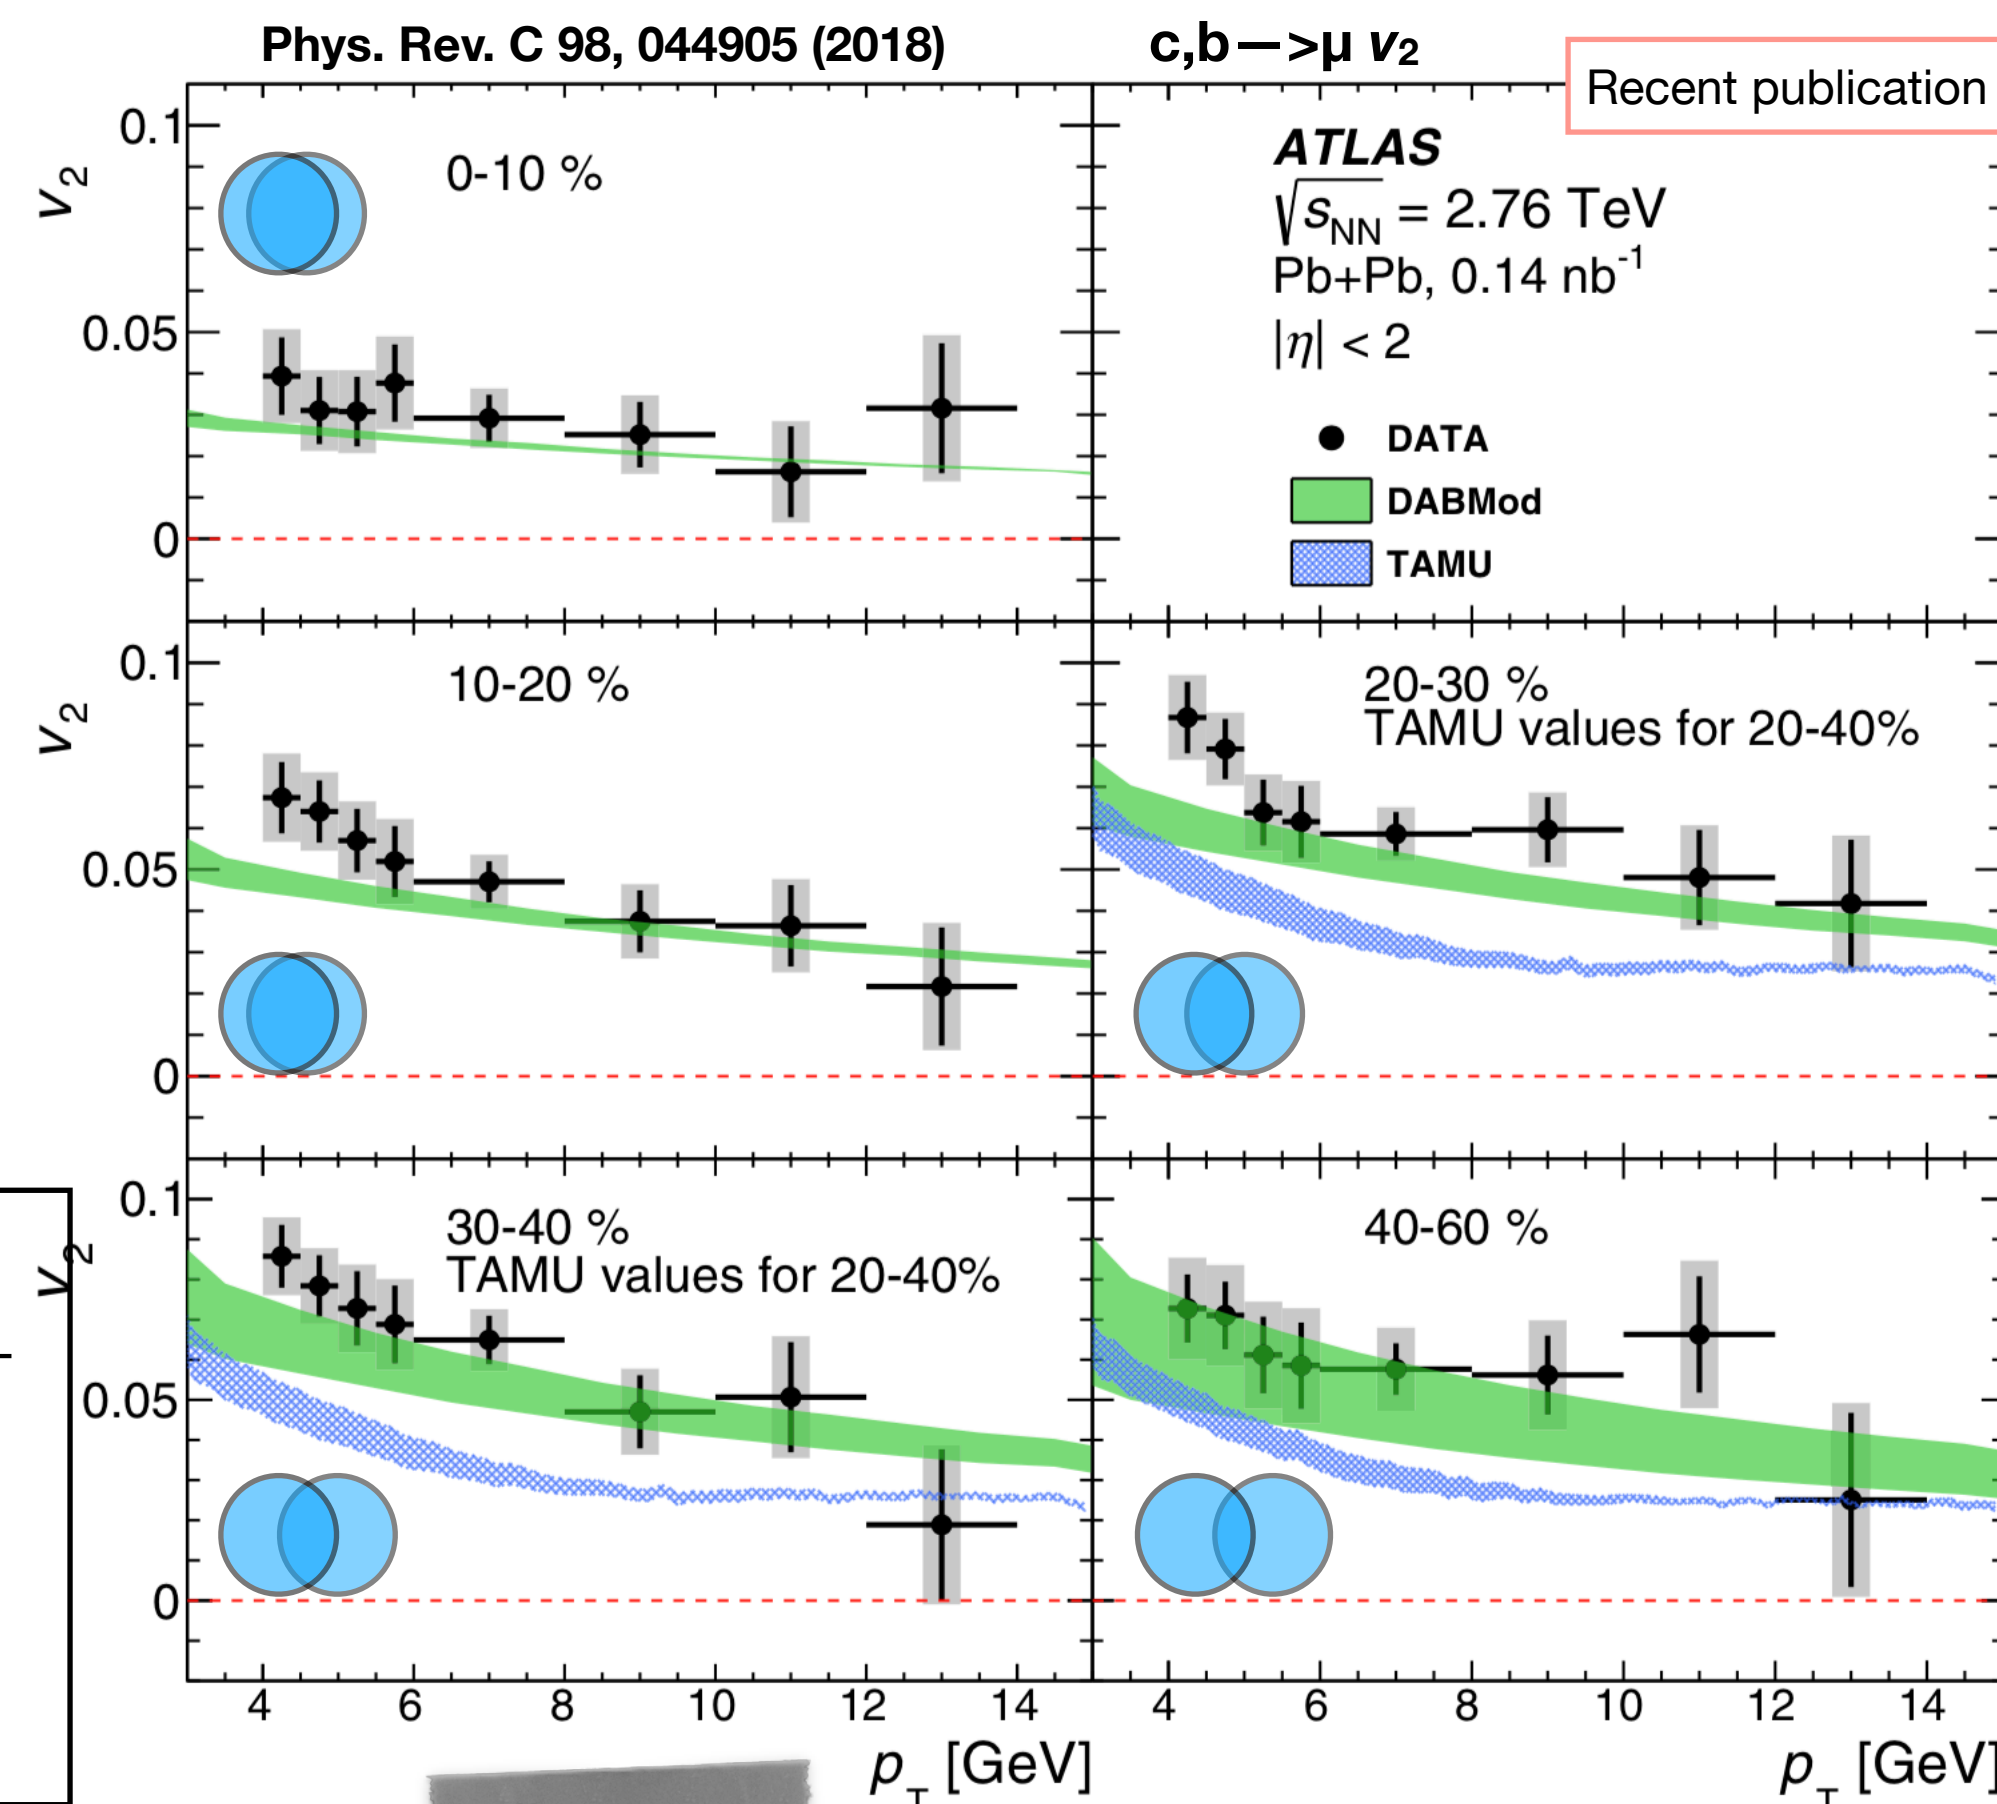 Phys. Rev. C 98, 044905 (2018)
c,b—>μ v₂
Recent publication
0.1
0.05
0
v₂
0-10 %
ATLAS
√sNN = 2.76 TeV
Pb+Pb, 0.14 nb⁻¹
|η| < 2
DATA
DABMod
TAMU
0.1
0.05
0
v₂
10-20 %
20-30 %
TAMU values for 20-40%
0.1
0.05
0
v₂
30-40 %
TAMU values for 20-40%
40-60 %
4 6 8 10 12 14
4 6 8 10 12 14
pT [GeV]
pT [GeV]